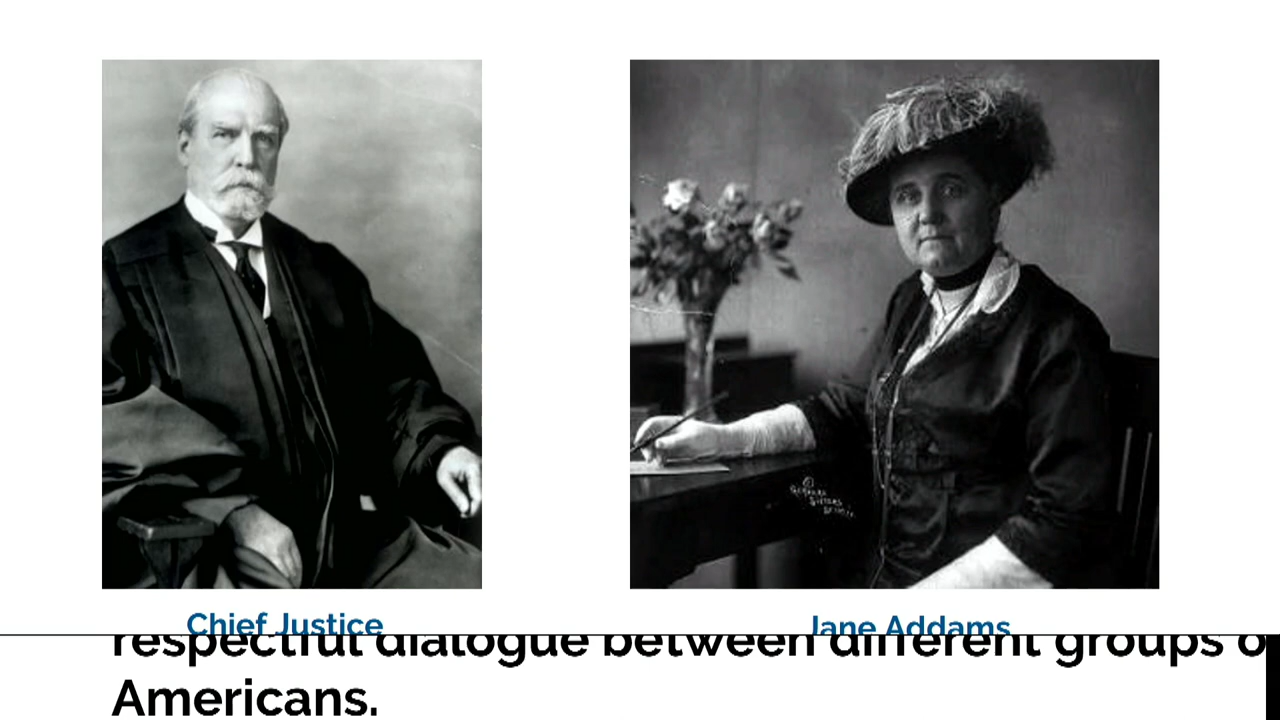 Chief Justice
Jane Addams
respectful dialogue between different groups o
Americans.